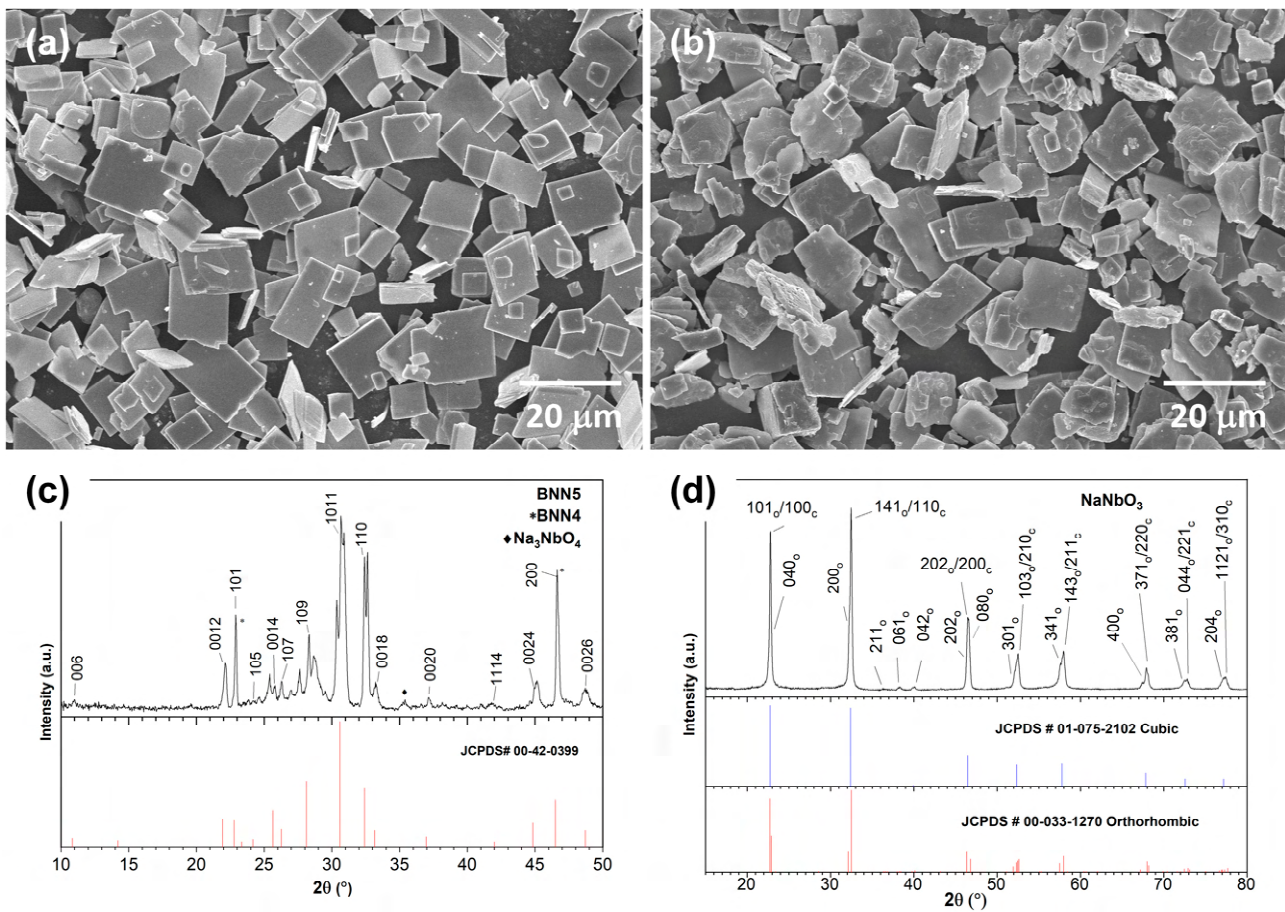 (a)
20 μm
(b)
20 μm
(c)
BNN5
*BNN4
♦Na₃NbO₄
006
0012
101
*
105
0014
107
109
1011
110
0018
0020
1114
0024
200
*
0026
♦
Intensity (a.u.)
JCPDS# 00-42-0399
10 15 20 25 30 35 40 45 50
2θ (°)
(d)
NaNbO₃
101ₒ/100c
040ₒ
141ₒ/110c
200ₒ
211ₒ
061ₒ
042ₒ
202ₒ/200c
202ₒ
080ₒ
301ₒ
103ₒ/210c
341ₒ
143ₒ/211c
400ₒ
371ₒ/220c
381ₒ
044ₒ/221c
204ₒ
1121ₒ/310c
Intensity (a.u.)
JCPDS # 01-075-2102 Cubic
JCPDS # 00-033-1270 Orthorhombic
20 30 40 50 60 70 80
2θ (°)